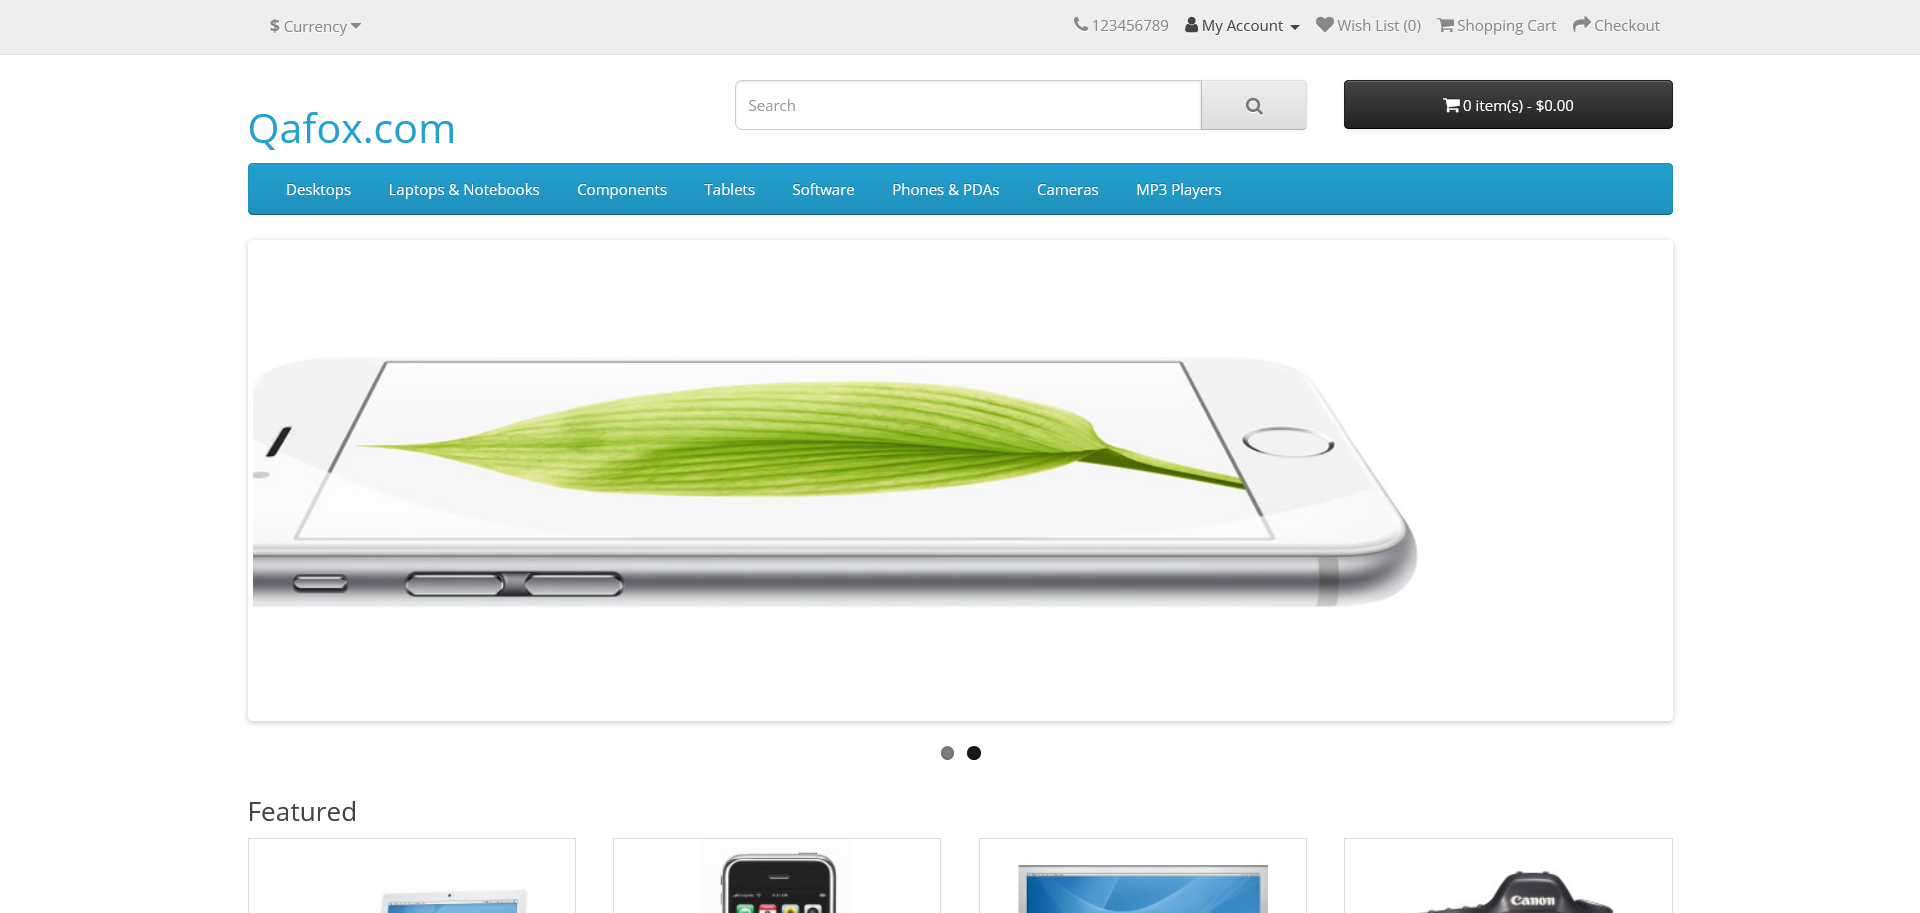 $ Currency
123456789 My Account Wish List (0) Shopping Cart Checkout
Search
0 item(s) - $0.00
Qafox.com
Desktops Laptops & Notebooks Components Tablets Software Phones & PDAs Cameras MP3 Players
Featured
Canon